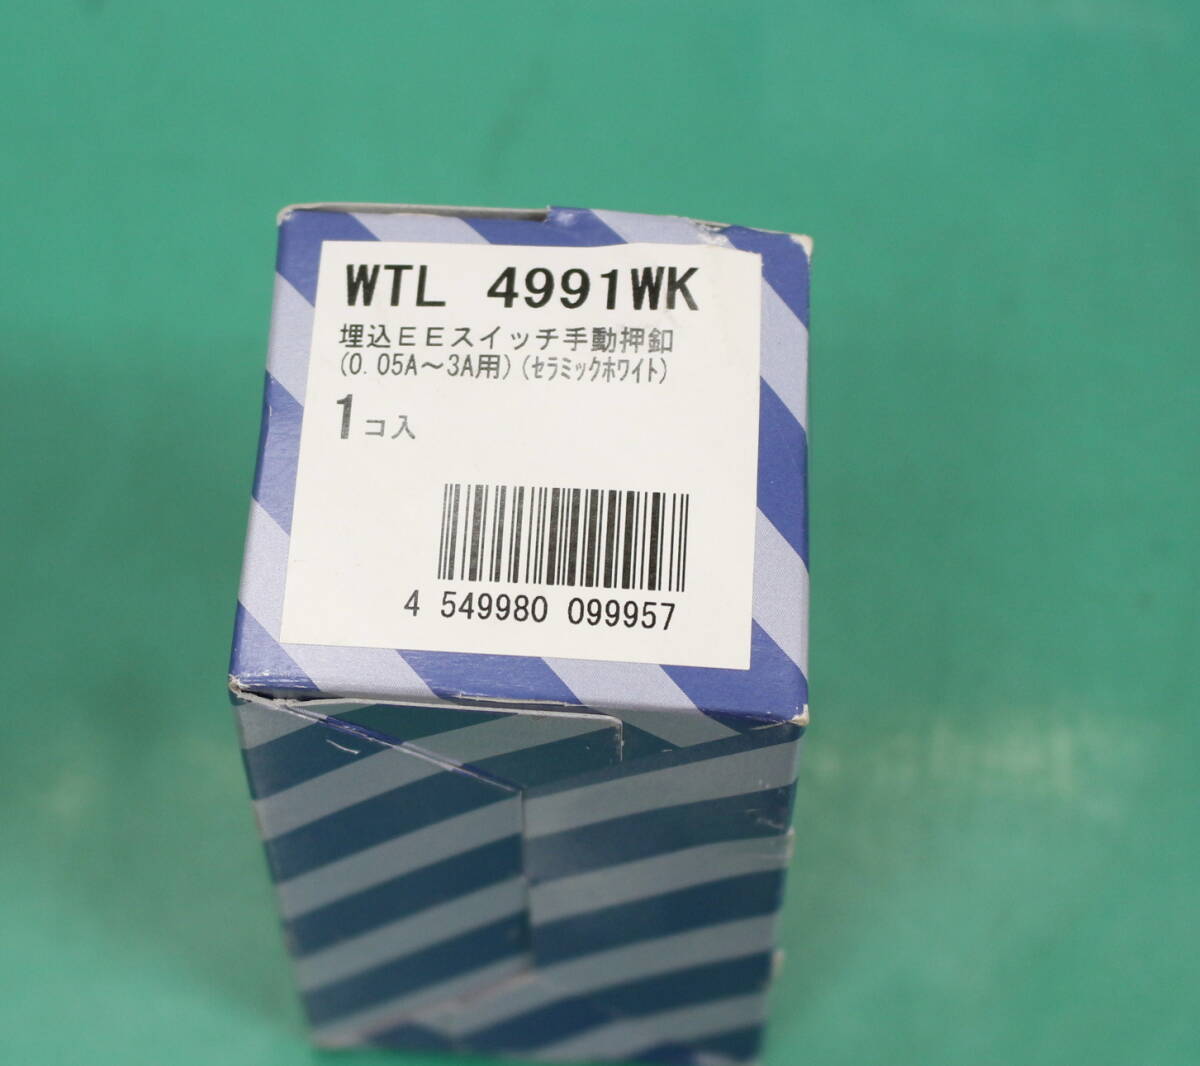 WTL 4991WK
埋込EEスイッチ手動押釦
(0.05A～3A用)(セラミックホワイト)
1コ入
4 549980 099957